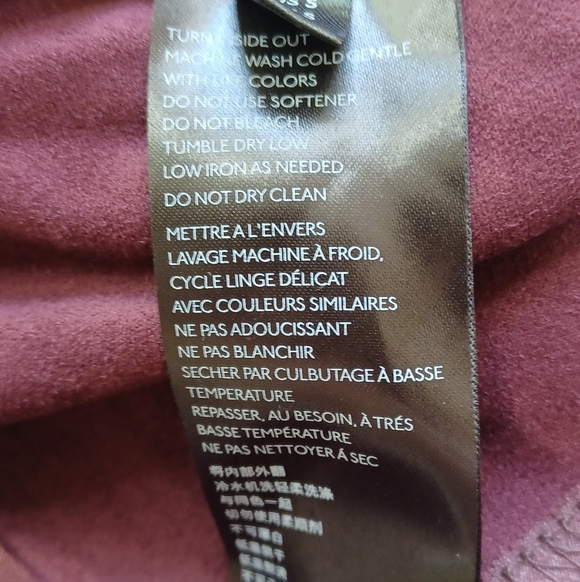 TURN INSIDE OUT
MACHINE WASH COLD GENTLE
WITH LIKE COLORS
DO NOT USE SOFTENER
DO NOT BLEACH
TUMBLE DRY LOW
LOW IRON AS NEEDED
DO NOT DRY CLEAN
METTRE A L'ENVERS
LAVAGE MACHINE À FROID,
CYCLE LINGE DÉLICAT
AVEC COULEURS SIMILAIRES
NE PAS ADOUCISSANT
NE PAS BLANCHIR
SECHER PAR CULBUTAGE À BASSE
TEMPERATURE
REPASSER, AU BESOIN, À TRÉS
BASSE TEMPÉRATURE
NE PAS NETTOYER Á SEC
将内部外翻
冷水机洗轻柔洗涤
与同色一起
切勿使用柔顺剂
不可漂白